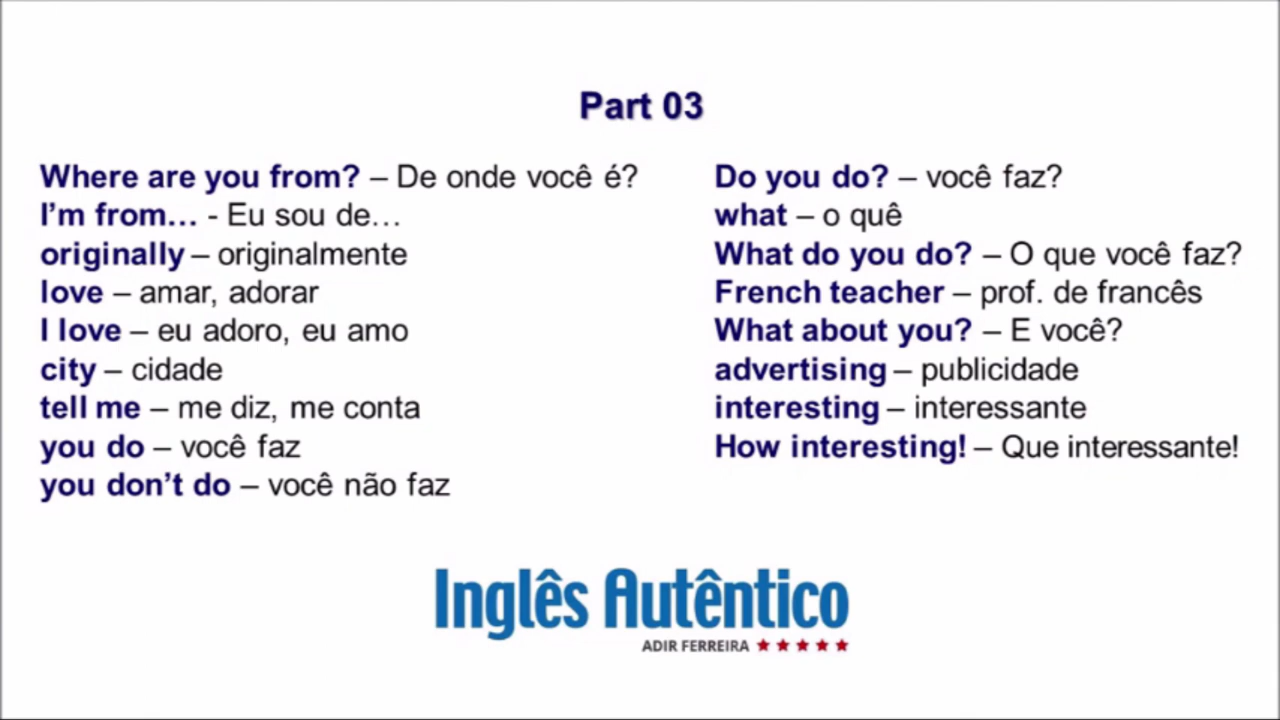 Part 03
Where are you from? – De onde você é?
I’m from… - Eu sou de…
originally – originalmente
love – amar, adorar
I love – eu adoro, eu amo
city – cidade
tell me – me diz, me conta
you do – você faz
you don’t do – você não faz
Do you do? – você faz?
what – o quê
What do you do? – O que você faz?
French teacher – prof. de francês
What about you? – E você?
advertising – publicidade
interesting – interessante
How interesting! – Que interessante!
Inglês Autêntico
ADIR FERREIRA